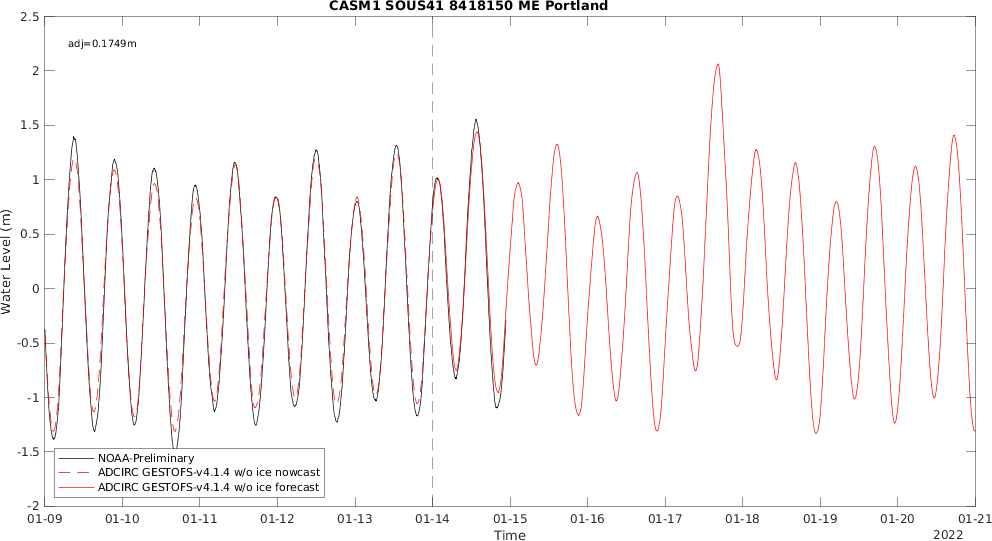 CASM1 SOUS41 8418150 ME Portland
adj=0.1749m
2.5
2
1.5
1
0.5
0
-0.5
-1
-1.5
-2
Water Level (m)
NOAA-Preliminary
ADCIRC GESTOFS-v4.1.4 w/o ice nowcast
ADCIRC GESTOFS-v4.1.4 w/o ice forecast
01-09 01-10 01-11 01-12 01-13 01-14 01-15 01-16 01-17 01-18 01-19 01-20 01-21
Time
2022